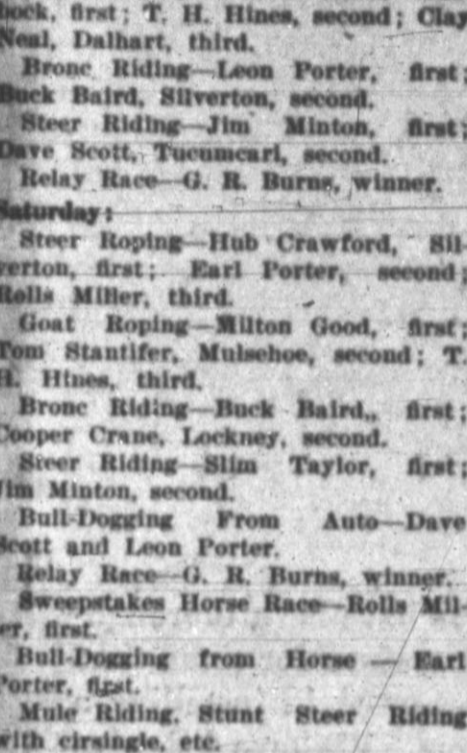 bock, first; T. H. Hines, second; Clay
Neal, Dalhart, third.
Bronc Riding—Leon Porter, first;
Buck Baird, Silverton, second.
Steer Riding—Jim Minton, first;
Dave Scott, Tucumcari, second.
Relay Race—G. R. Burns, winner.
Saturday:
Steer Roping—Hub Crawford, Sil-
verton, first; Earl Porter, second;
Rolls Miller, third.
Goat Roping—Milton Good, first;
Tom Stantifer, Mulsehoe, second; T.
H. Hines, third.
Bronc Riding—Buck Baird,, first;
Cooper Crane, Lockney, second.
Steer Riding—Slim Taylor, first;
Jim Minton, second.
Bull-Dogging From Auto—Dave
Scott and Leon Porter.
Relay Race—G. R. Burns, winner.
Sweepstakes Horse Race—Rolls Mil-
er, first.
Bull-Dogging from Horse — Earl
Porter, first.
Mule Riding, Stunt Steer Riding
with cirsingle, etc.